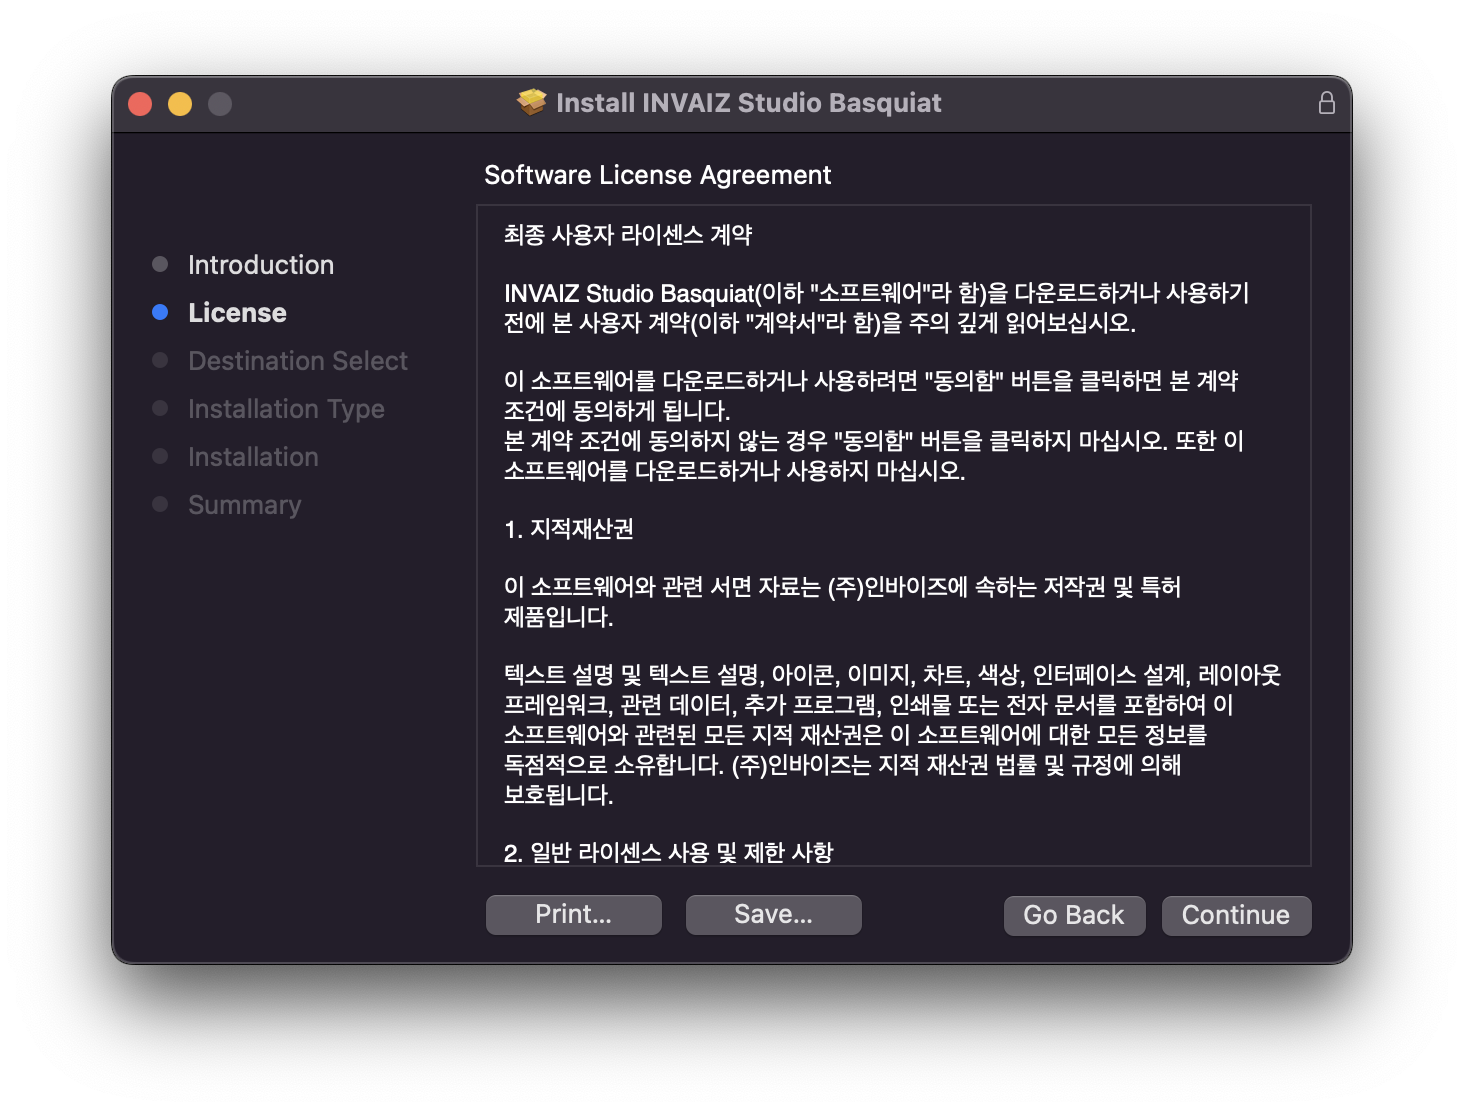 Install INVAIZ Studio Basquiat
Software License Agreement
Introduction
License
Destination Select
Installation Type
Installation
Summary
최종 사용자 라이센스 계약
INVAIZ Studio Basquiat(이하 "소프트웨어"라 함)을 다운로드하거나 사용하기
전에 본 사용자 계약(이하 "계약서"라 함)을 주의 깊게 읽어보십시오.
이 소프트웨어를 다운로드하거나 사용하려면 "동의함" 버튼을 클릭하면 본 계약
조건에 동의하게 됩니다.
본 계약 조건에 동의하지 않는 경우 "동의함" 버튼을 클릭하지 마십시오. 또한 이
소프트웨어를 다운로드하거나 사용하지 마십시오.
1. 지적재산권
이 소프트웨어와 관련 서면 자료는 (주)인바이즈에 속하는 저작권 및 특허
제품입니다.
텍스트 설명 및 텍스트 설명, 아이콘, 이미지, 차트, 색상, 인터페이스 설계, 레이아웃
프레임워크, 관련 데이터, 추가 프로그램, 인쇄물 또는 전자 문서를 포함하여 이
소프트웨어와 관련된 모든 지적 재산권은 이 소프트웨어에 대한 모든 정보를
독점적으로 소유합니다. (주)인바이즈는 지적 재산권 법률 및 규정에 의해
보호됩니다.
2. 일반 라이센스 사용 및 제한 사항
Print...
Save...
Go Back
Continue